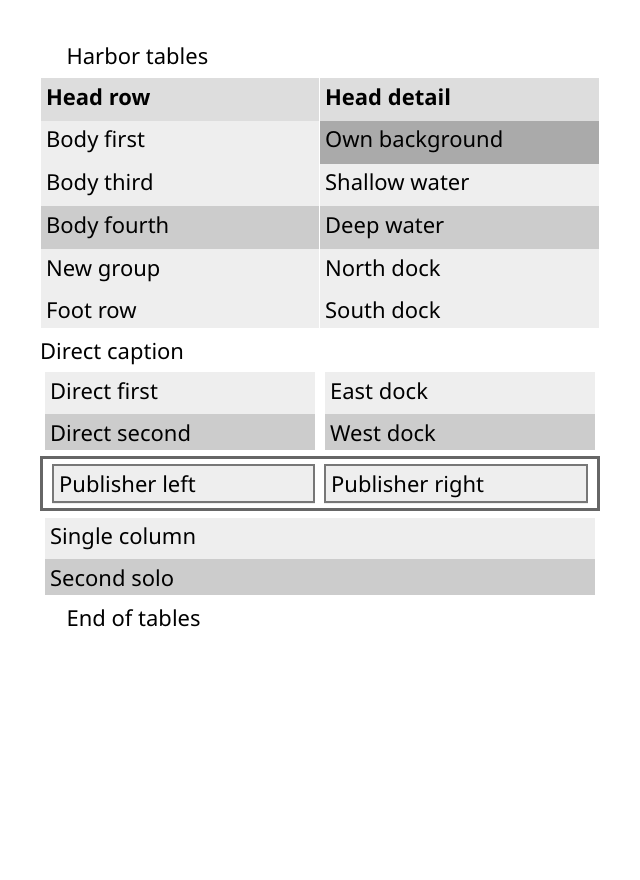 Harbor tables
Head row Head detail
Body first Own background
Body third Shallow water
Body fourth Deep water
New group North dock
Foot row South dock
Direct caption
Direct first East dock
Direct second West dock
Publisher left Publisher right
Single column
Second solo
End of tables